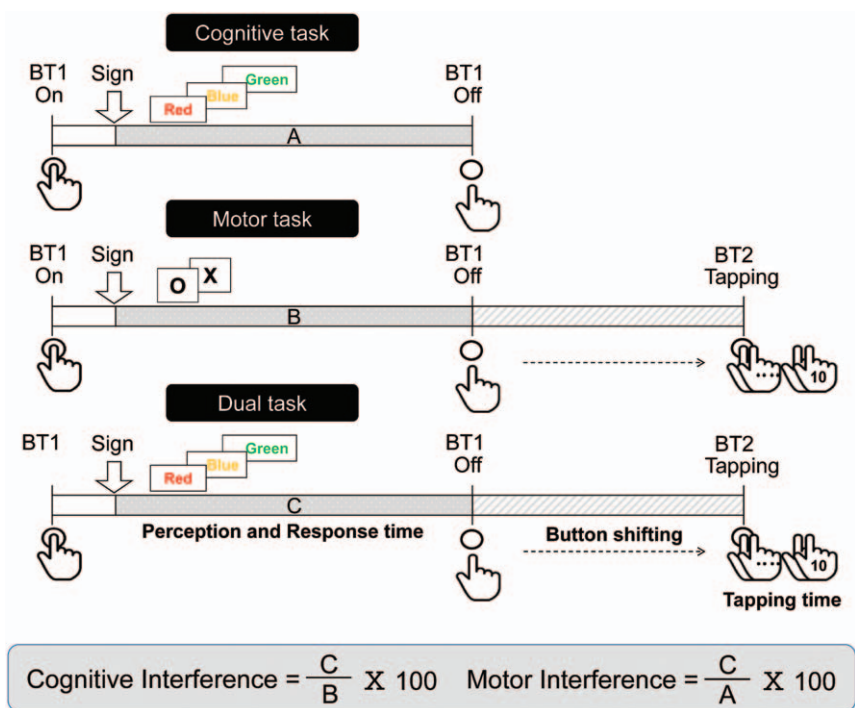 Cognitive task
BT1 On
Sign
Red
Blue
Green
BT1 Off
A
Motor task
BT1 On
Sign
O
X
BT1 Off
BT2 Tapping
B
10
Dual task
BT1
Sign
Red
Blue
Green
BT1 Off
BT2 Tapping
C
Perception and Response time
Button shifting
10
Tapping time
Cognitive Interference = C / B X 100
Motor Interference = C / A X 100